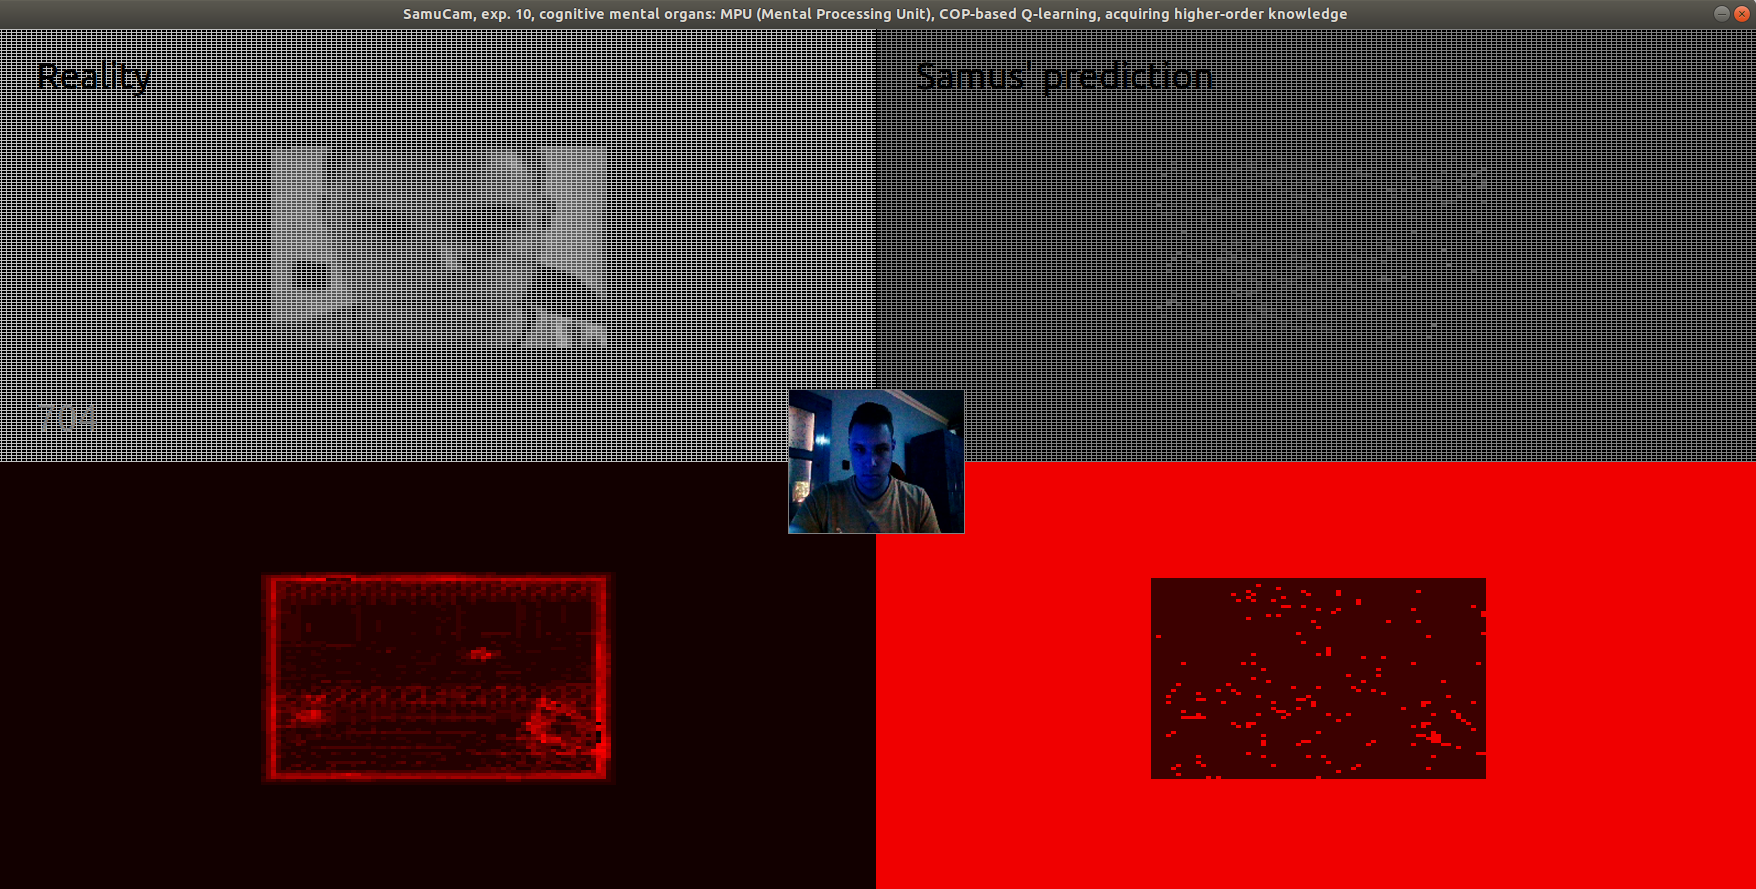 SamuCam, exp. 10, cognitive mental organs: MPU (Mental Processing Unit), COP-based Q-learning, acquiring higher-order knowledge
Reality
Samus' prediction
704